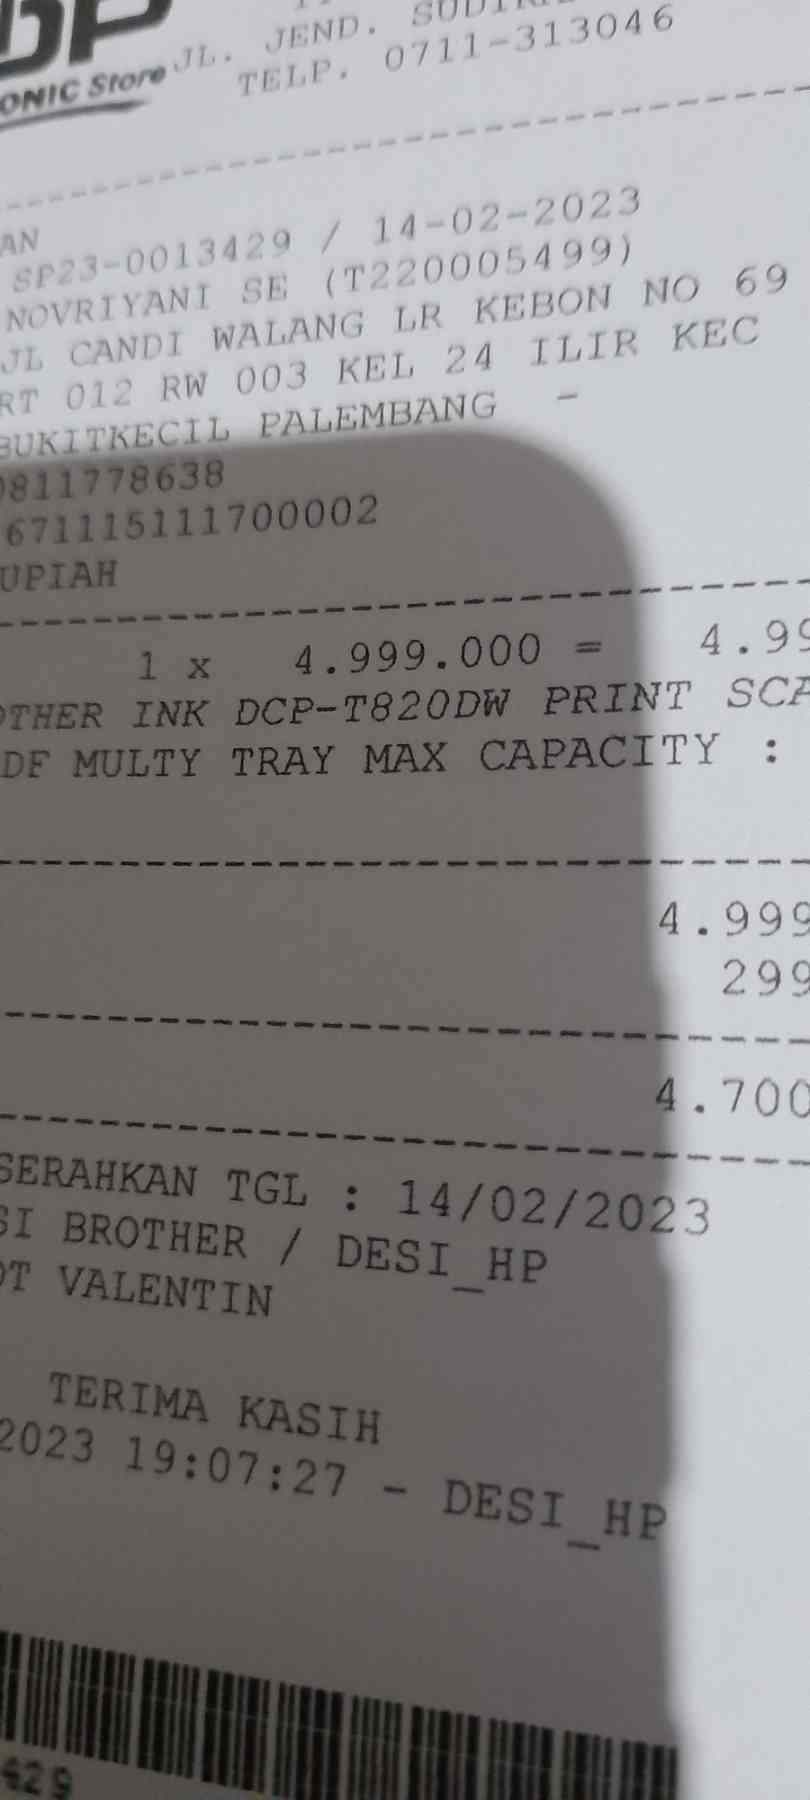 DP
ONIC Store
JL. JEND. SUDIR
TELP. 0711-313046
AN
SP23-0013429 / 14-02-2023
NOVRIYANI SE (T220005499)
JL CANDI WALANG LR KEBON NO 69
RT 012 RW 003 KEL 24 ILIR KEC
BUKITKECIL PALEMBANG -
0811778638
671115111700002
UPIAH
1 x 4.999.000 = 4.99
OTHER INK DCP-T820DW PRINT SCA
DF MULTY TRAY MAX CAPACITY :
4.999
299
4.700
SERAHKAN TGL : 14/02/2023
SI BROTHER / DESI_HP
OT VALENTIN
TERIMA KASIH
2023 19:07:27 - DESI_HP
429